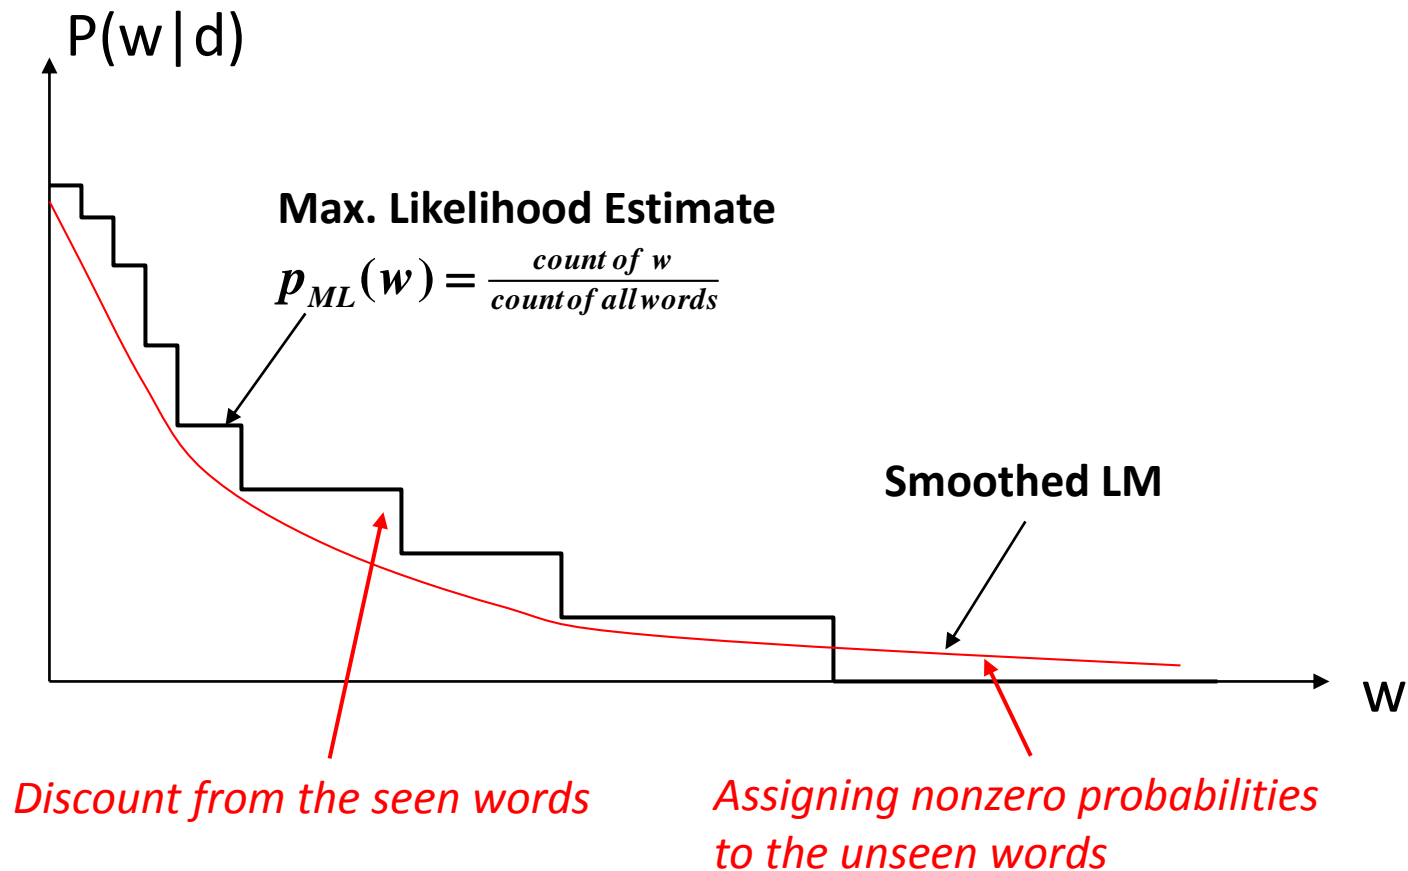 P(w|d)
Max. Likelihood Estimate
p_ML(w) = count of w / count of all words
Smoothed LM
w
Discount from the seen words
Assigning nonzero probabilities
to the unseen words